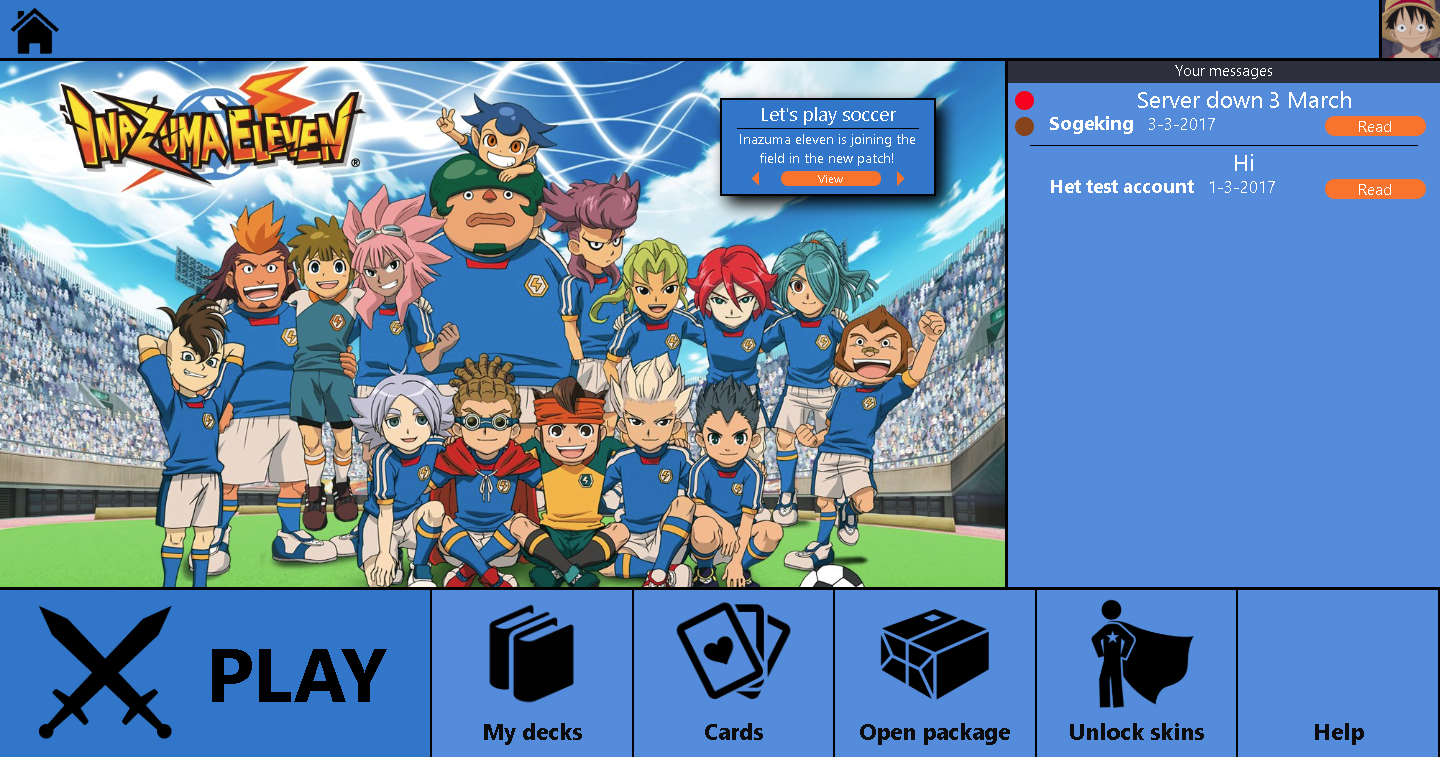 Your messages
INAZUMA ELEVEN®
Let's play soccer
Inazuma eleven is joining the
field in the new patch!
View
Server down 3 March
Sogeking 3-3-2017 Read
Hi
Het test account 1-3-2017 Read
PLAY
My decks
Cards
Open package
Unlock skins
Help